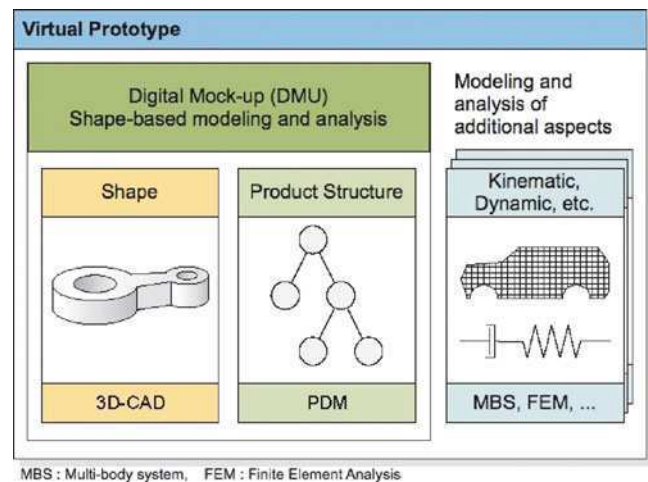 Virtual Prototype
Digital Mock-up (DMU)
Shape-based modeling and analysis
Shape
3D-CAD
Product Structure
PDM
Modeling and
analysis of
additional aspects
Kinematic,
Dynamic, etc.
MBS, FEM, ...
MBS : Multi-body system, FEM : Finite Element Analysis